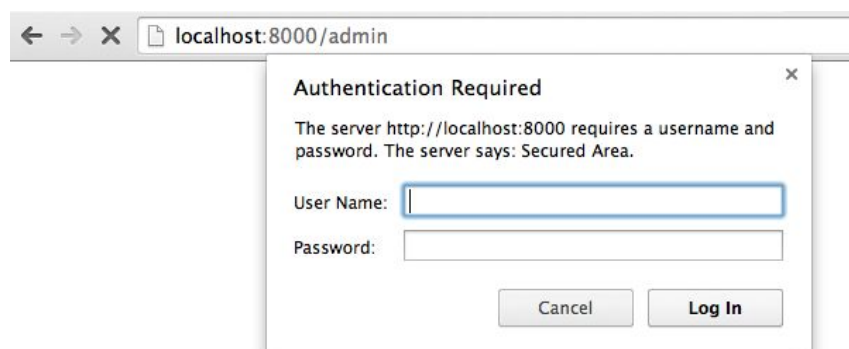 localhost:8000/admin
Authentication Required
The server http://localhost:8000 requires a username and
password. The server says: Secured Area.
User Name:
Password:
Cancel Log In